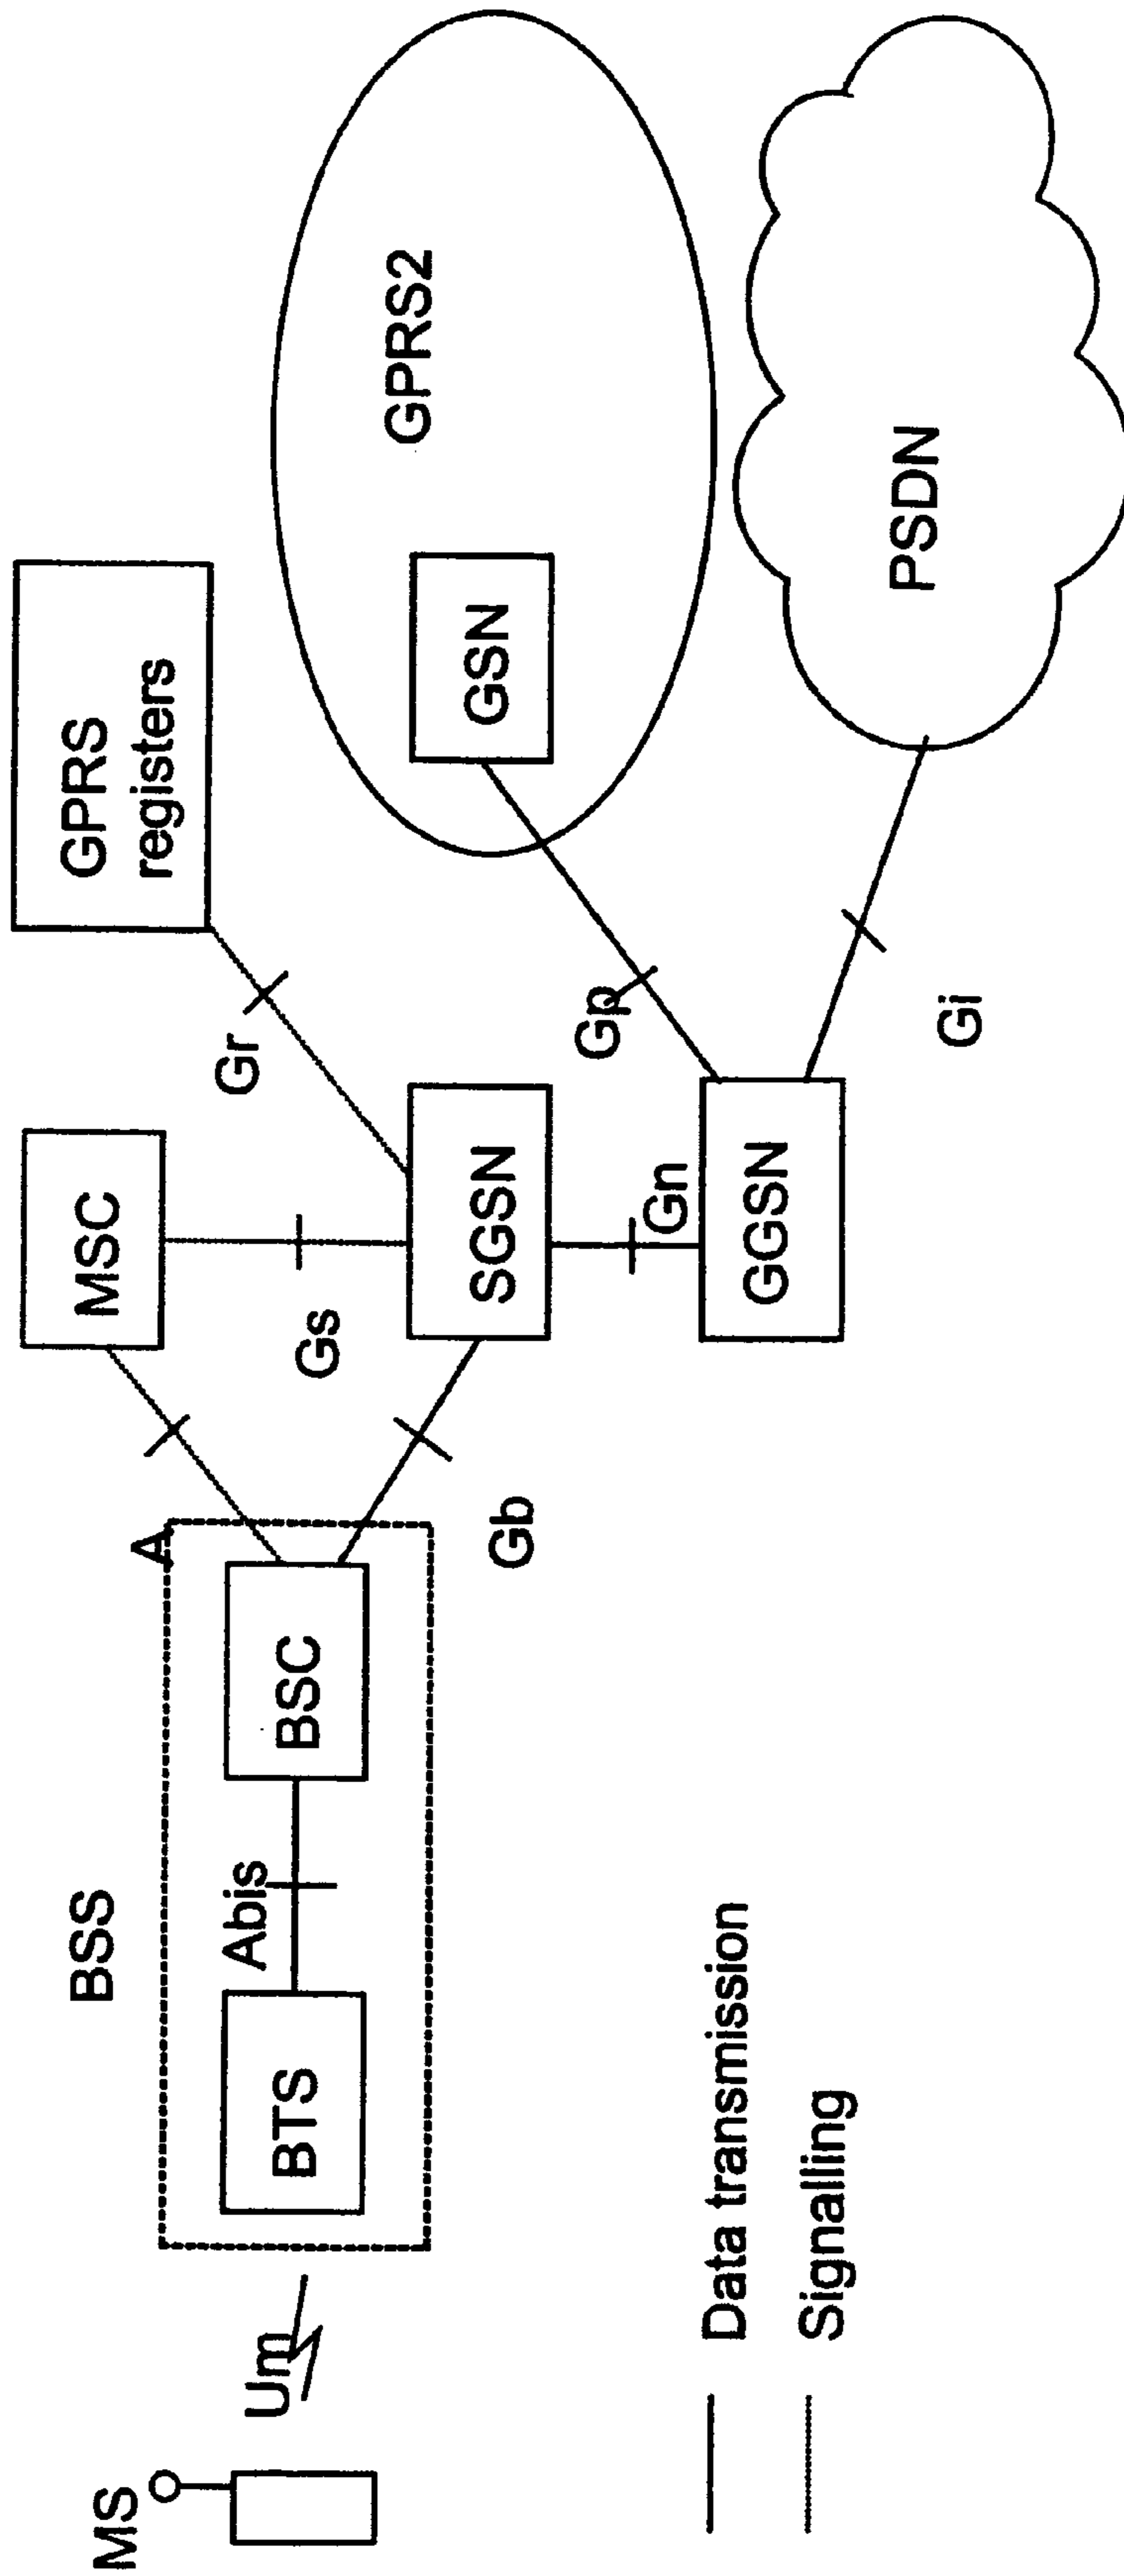 MS
Um
BSS
BTS
Abis
BSC
A
Gb
MSC
Gs
SGSN
Gr
GPRS
registers
Gn
GGSN
Gp
GSN
GPRS2
Gi
PSDN
Data transmission
Signalling